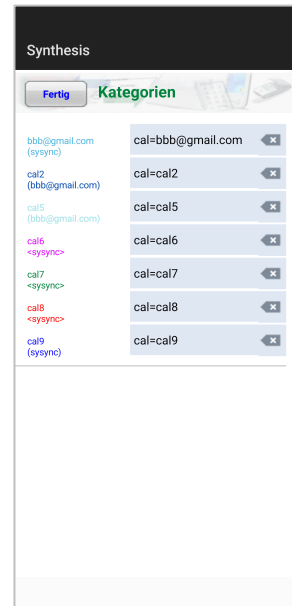 Synthesis
Fertig Kategorien
bbb@gmail.com
(sysync)
cal=bbb@gmail.com
cal2
(bbb@gmail.com)
cal=cal2
cal5
(bbb@gmail.com)
cal=cal5
cal6
<sysync>
cal=cal6
cal7
<sysync>
cal=cal7
cal8
<sysync>
cal=cal8
cal9
(sysync)
cal=cal9